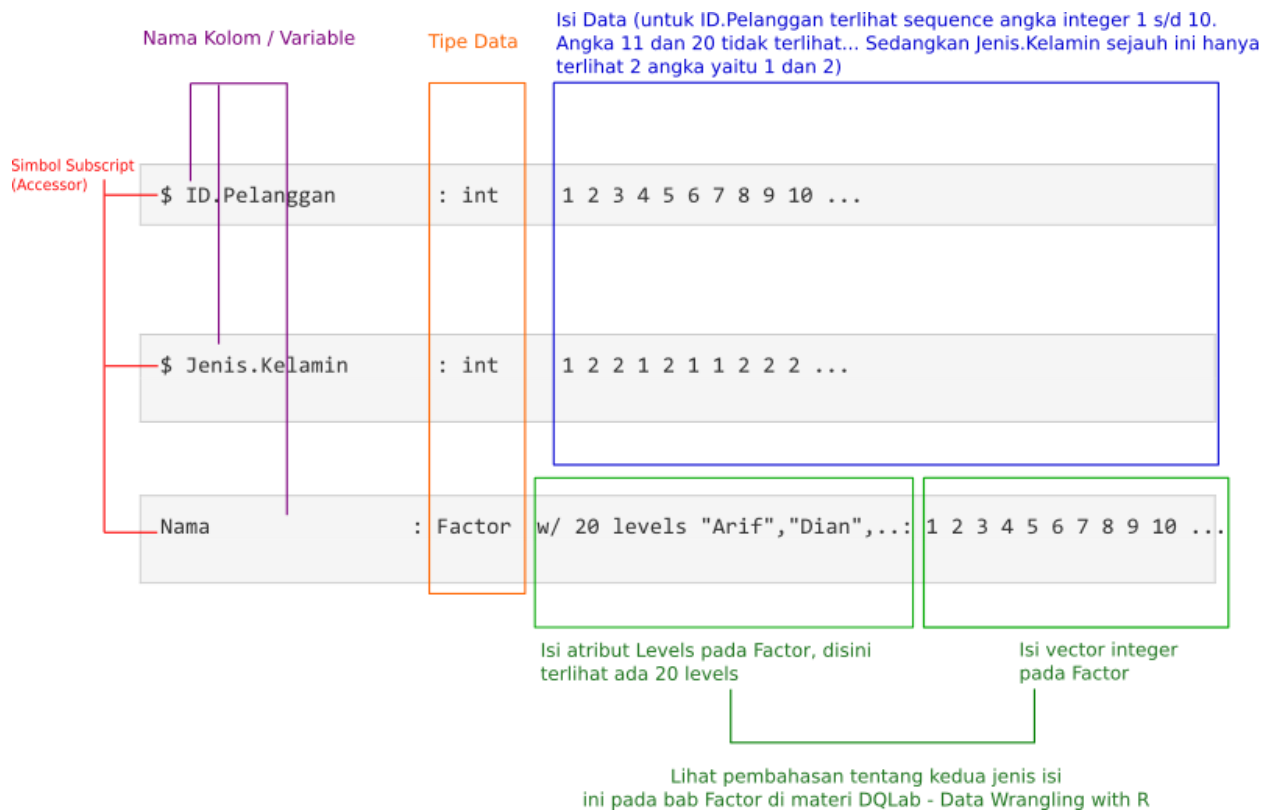 Nama Kolom / Variable
Tipe Data
Isi Data (untuk ID.Pelanggan terlihat sequence angka integer 1 s/d 10.
Angka 11 dan 20 tidak terlihat... Sedangkan Jenis.Kelamin sejauh ini hanya
terlihat 2 angka yaitu 1 dan 2)
Simbol Subscript
(Accessor)
$ ID.Pelanggan : int 1 2 3 4 5 6 7 8 9 10 ...
$ Jenis.Kelamin : int 1 2 2 1 2 1 1 2 2 2 ...
Nama : Factor w/ 20 levels "Arif","Dian",..: 1 2 3 4 5 6 7 8 9 10 ...
Isi atribut Levels pada Factor, disini
terlihat ada 20 levels
Isi vector integer
pada Factor
Lihat pembahasan tentang kedua jenis isi
ini pada bab Factor di materi DQLab - Data Wrangling with R